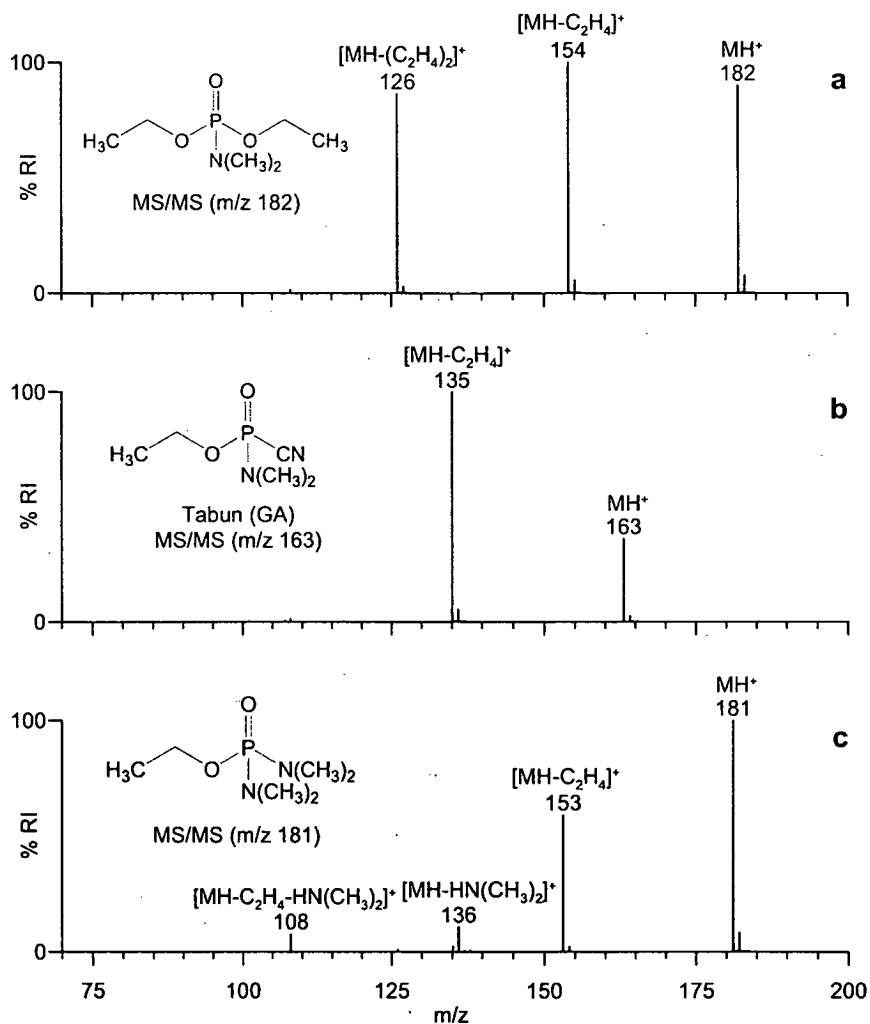 [MH-C₂H₄]⁺
154
[MH-(C₂H₄)₂]⁺
126
MH⁺
182
a
100
% RI
0
O
P
H₃C
O
O
CH₃
N(CH₃)₂
MS/MS (m/z 182)
[MH-C₂H₄]⁺
135
b
100
% RI
0
O
P
H₃C
O
CN
N(CH₃)₂
Tabun (GA)
MS/MS (m/z 163)
MH⁺
163
MH⁺
181
c
100
% RI
0
O
P
H₃C
O
N(CH₃)₂
N(CH₃)₂
MS/MS (m/z 181)
[MH-C₂H₄]⁺
153
[MH-C₂H₄-HN(CH₃)₂]⁺
108
[MH-HN(CH₃)₂]⁺
136
75 100 125 150 175 200
m/z